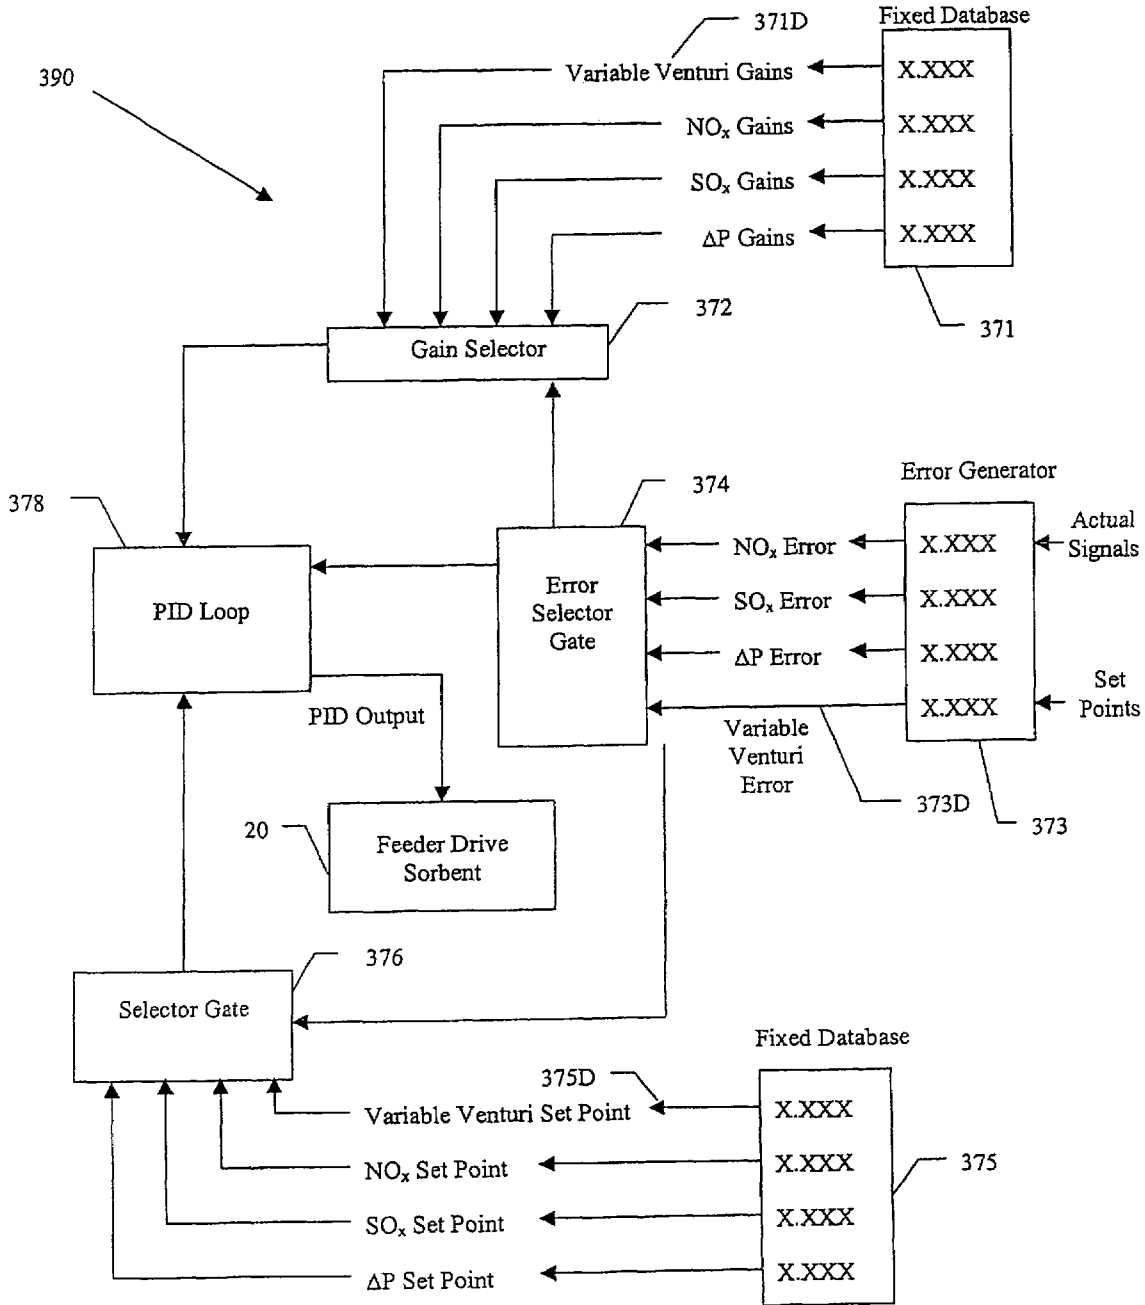 371D
Fixed Database
390
Variable Venturi Gains
X.XXX
NOₓ Gains
X.XXX
SOₓ Gains
X.XXX
ΔP Gains
X.XXX
372
371
Gain Selector
378
374
Error Generator
Actual
Signals
NOₓ Error
X.XXX
PID Loop
Error
Selector
Gate
SOₓ Error
X.XXX
ΔP Error
X.XXX
Set
Points
X.XXX
PID Output
Variable
Venturi
Error
373D
373
20
Feeder Drive
Sorbent
376
Selector Gate
Fixed Database
375D
Variable Venturi Set Point
X.XXX
NOₓ Set Point
X.XXX
375
SOₓ Set Point
X.XXX
ΔP Set Point
X.XXX